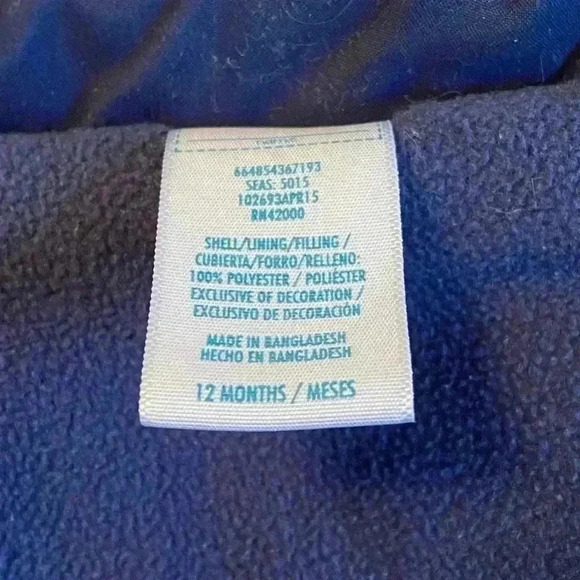 664854367193
SEAS: 5015
102693APR15
RN42000
SHELL/LINING/FILLING /
CUBIERTA/FORRO/RELLENO:
100% POLYESTER / POLIÉSTER
EXCLUSIVE OF DECORATION /
EXCLUSIVO DE DECORACIÓN
MADE IN BANGLADESH
HECHO EN BANGLADESH
12 MONTHS / MESES